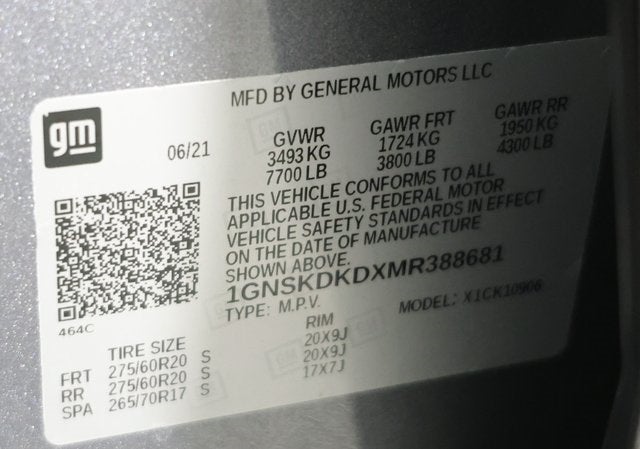 gm
MFD BY GENERAL MOTORS LLC
06/21
GVWR GAWR FRT GAWR RR
3493 KG 1724 KG 1950 KG
7700 LB 3800 LB 4300 LB
THIS VEHICLE CONFORMS TO ALL
APPLICABLE U.S. FEDERAL MOTOR
VEHICLE SAFETY STANDARDS IN EFFECT
ON THE DATE OF MANUFACTURE
SHOWN ABOVE.
1GNSKDKDXMR388681
TYPE: M.P.V. MODEL: X1CK10906
464C
TIRE SIZE RIM
FRT 275/60R20 S 20X9J
RR 275/60R20 S 20X9J
SPA 265/70R17 S 17X7J